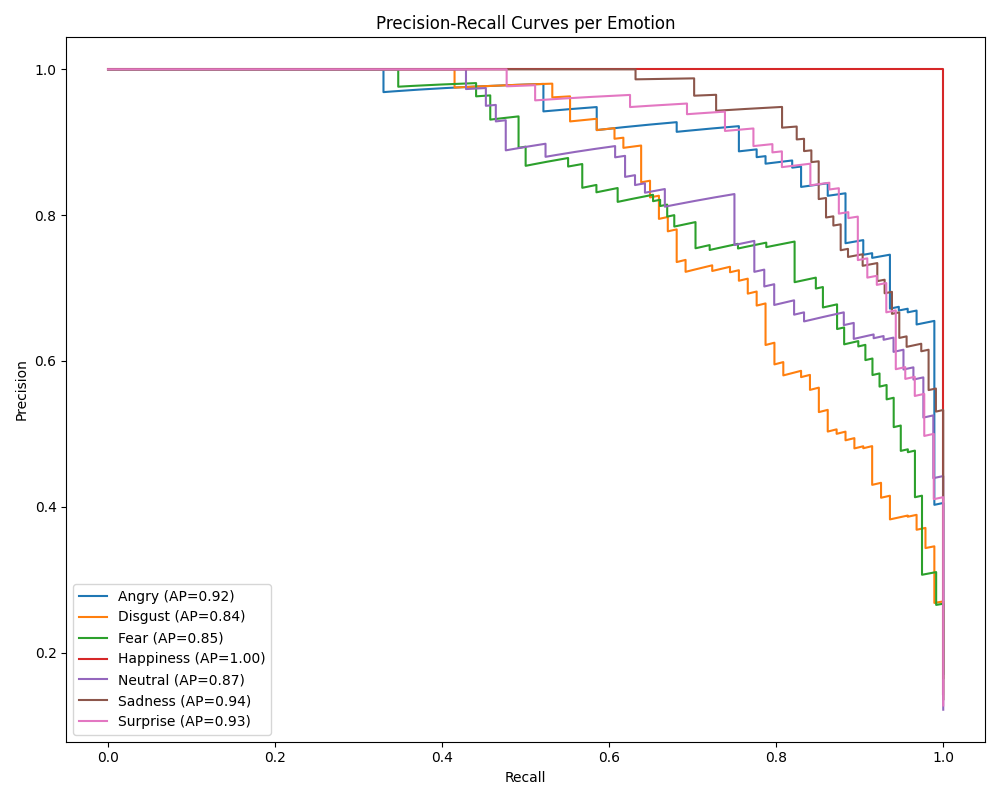 Precision-Recall Curves per Emotion
Precision
1.0
0.8
0.6
0.4
0.2
Angry (AP=0.92)
Disgust (AP=0.84)
Fear (AP=0.85)
Happiness (AP=1.00)
Neutral (AP=0.87)
Sadness (AP=0.94)
Surprise (AP=0.93)
0.0 0.2 0.4 0.6 0.8 1.0
Recall